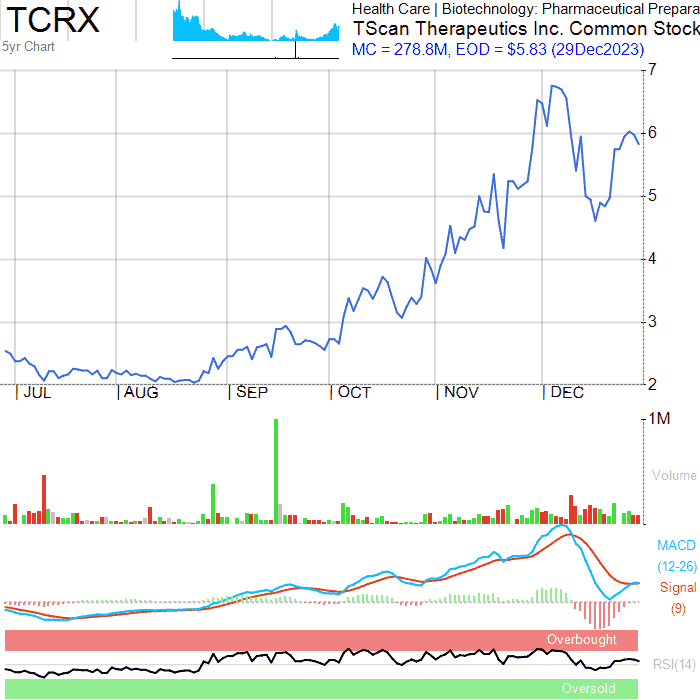 TCRX
5yr Chart
Health Care | Biotechnology: Pharmaceutical Prepara
TScan Therapeutics Inc. Common Stock
MC = 278.8M, EOD = $5.83 (29Dec2023)
7
6
5
4
3
2
JUL AUG SEP OCT NOV DEC
1M
Volume
MACD
(12-26)
Signal
(9)
Overbought
RSI(14)
Oversold